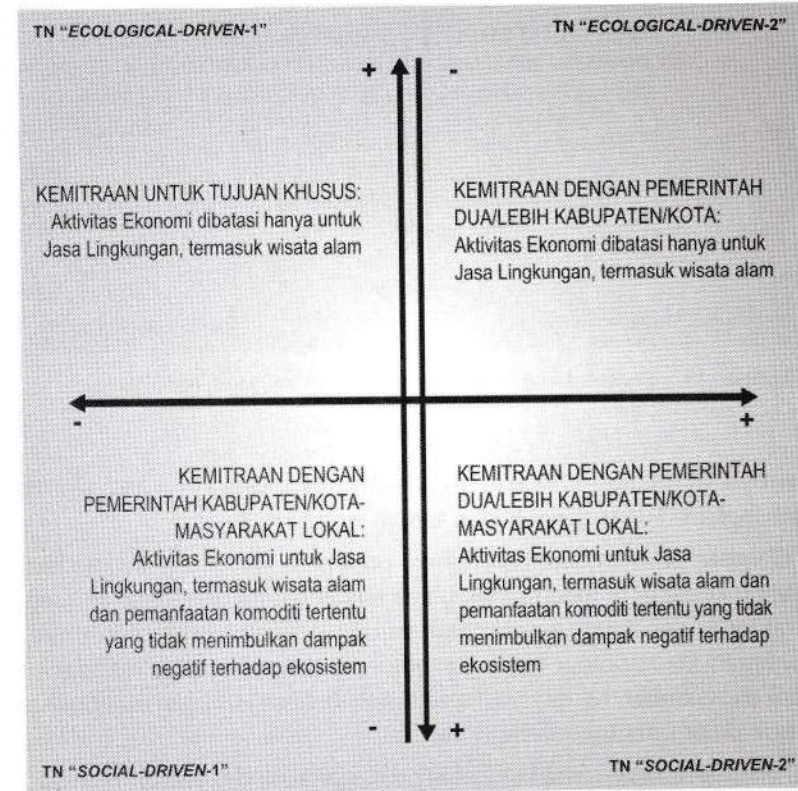 TN “ECOLOGICAL-DRIVEN-1”
TN “ECOLOGICAL-DRIVEN-2”
+
-
KEMITRAAN UNTUK TUJUAN KHUSUS:
Aktivitas Ekonomi dibatasi hanya untuk
Jasa Lingkungan, termasuk wisata alam
KEMITRAAN DENGAN PEMERINTAH
DUA/LEBIH KABUPATEN/KOTA:
Aktivitas Ekonomi dibatasi hanya untuk
Jasa Lingkungan, termasuk wisata alam
-
+
KEMITRAAN DENGAN
PEMERINTAH KABUPATEN/KOTA-
MASYARAKAT LOKAL:
Aktivitas Ekonomi untuk Jasa
Lingkungan, termasuk wisata alam
dan pemanfaatan komoditi tertentu
yang tidak menimbulkan dampak
negatif terhadap ekosistem
KEMITRAAN DENGAN PEMERINTAH
DUA/LEBIH KABUPATEN/KOTA-
MASYARAKAT LOKAL:
Aktivitas Ekonomi untuk Jasa
Lingkungan, termasuk wisata alam dan
pemanfaatan komoditi tertentu yang tidak
menimbulkan dampak negatif terhadap
ekosistem
-
+
TN “SOCIAL-DRIVEN-1”
TN “SOCIAL-DRIVEN-2”